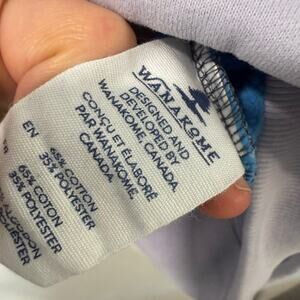 WANAKOME
DESIGNED AND
DEVELOPED BY
WANAKOME, CANADA
CONÇU ET ÉLABORÉ
PAR WANAKOME,
CANADA
EN
65% COTTON
35% POLYESTER
65% COTON
35% POLYESTER
ALGODON